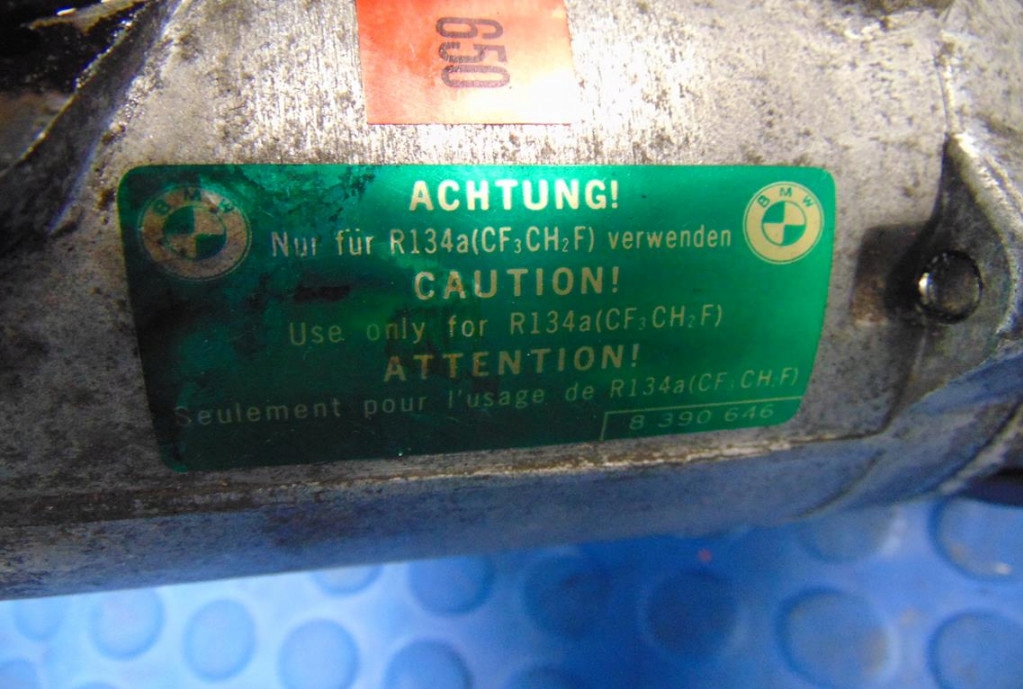 650
BMW
ACHTUNG!
BMW
Nur für R134a(CF₃CH₂F) verwenden
CAUTION!
Use only for R134a(CF₃CH₂F)
ATTENTION!
Seulement pour l'usage de R134a(CF₃CH₂F)
8 390 646